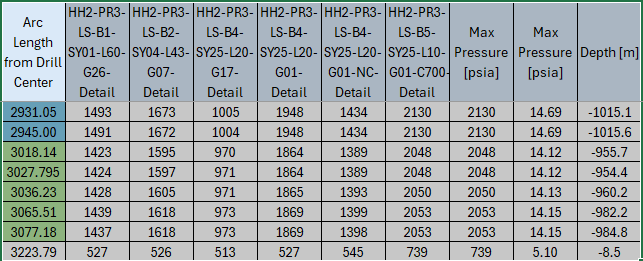 Arc Length from Drill Center	HH2-PR3-LS-B1-SY01-L60-G26-Detail	HH2-PR3-LS-B2-SY04-L43-G07-Detail	HH2-PR3-LS-B4-SY25-L20-G17-Detail	HH2-PR3-LS-B4-SY25-L20-G01-Detail	HH2-PR3-LS-B4-SY25-L20-G01-NC-Detail	HH2-PR3-LS-B5-SY25-L10-G01-C700-Detail	Max Pressure [psia]	Max Pressure [psia]	Depth [m]
2931.05	1493	1673	1005	1948	1434	2130	2130	14.69	-1015.1
2945.00	1491	1672	1004	1948	1434	2130	2130	14.69	-1015.6
3018.14	1423	1595	970	1864	1389	2048	2048	14.12	-955.7
3027.795	1424	1597	971	1864	1389	2048	2048	14.12	-954.4
3036.23	1428	1605	971	1865	1393	2050	2050	14.13	-960.2
3065.51	1439	1618	973	1869	1399	2053	2053	14.15	-982.2
3077.18	1437	1618	973	1869	1398	2053	2053	14.15	-984.8
3223.79	527	526	513	527	545	739	739	5.10	-8.5